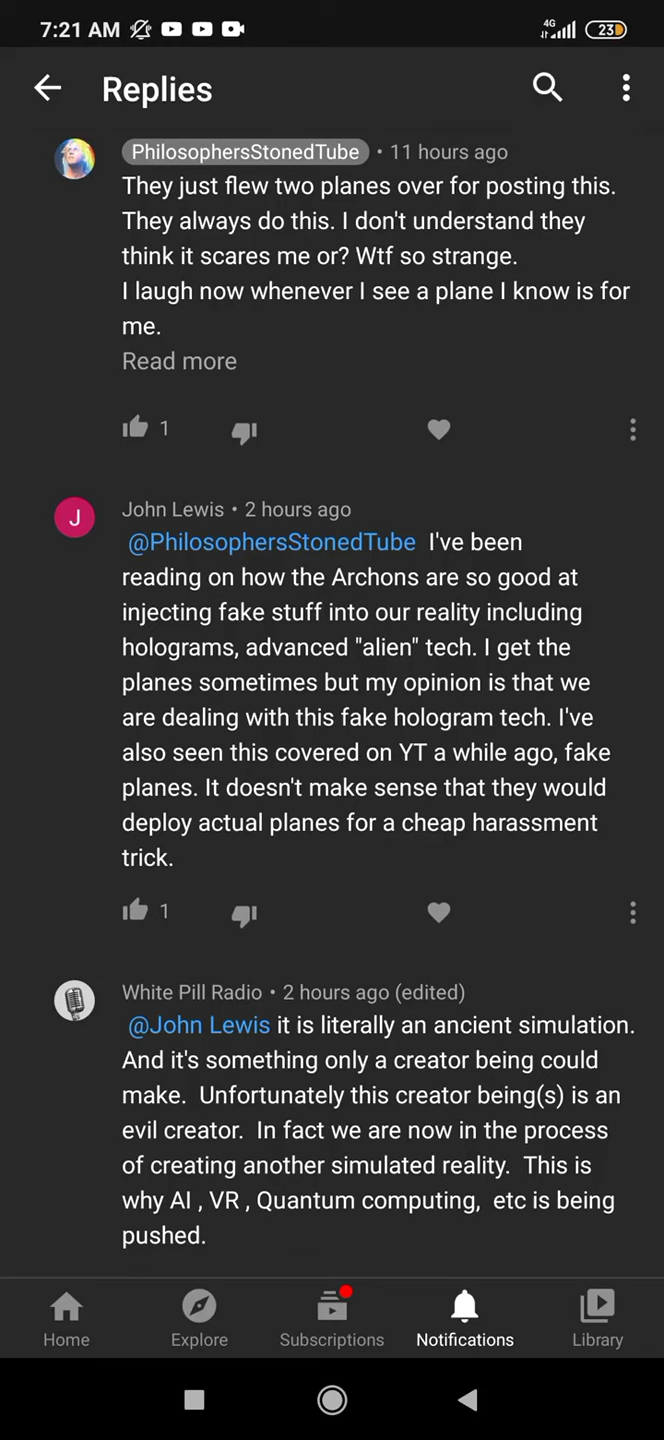 7:21 AM
4G
23
Replies
PhilosophersStonedTube • 11 hours ago
They just flew two planes over for posting this.
They always do this. I don't understand they
think it scares me or? Wtf so strange.
I laugh now whenever I see a plane I know is for
me.
Read more
1
J
John Lewis • 2 hours ago
@PhilosophersStonedTube I've been
reading on how the Archons are so good at
injecting fake stuff into our reality including
holograms, advanced "alien" tech. I get the
planes sometimes but my opinion is that we
are dealing with this fake hologram tech. I've
also seen this covered on YT a while ago, fake
planes. It doesn't make sense that they would
deploy actual planes for a cheap harassment
trick.
1
White Pill Radio • 2 hours ago (edited)
@John Lewis it is literally an ancient simulation.
And it's something only a creator being could
make.  Unfortunately this creator being(s) is an
evil creator.  In fact we are now in the process
of creating another simulated reality.  This is
why AI , VR , Quantum computing,  etc is being
pushed.
Home
Explore
Subscriptions
Notifications
Library